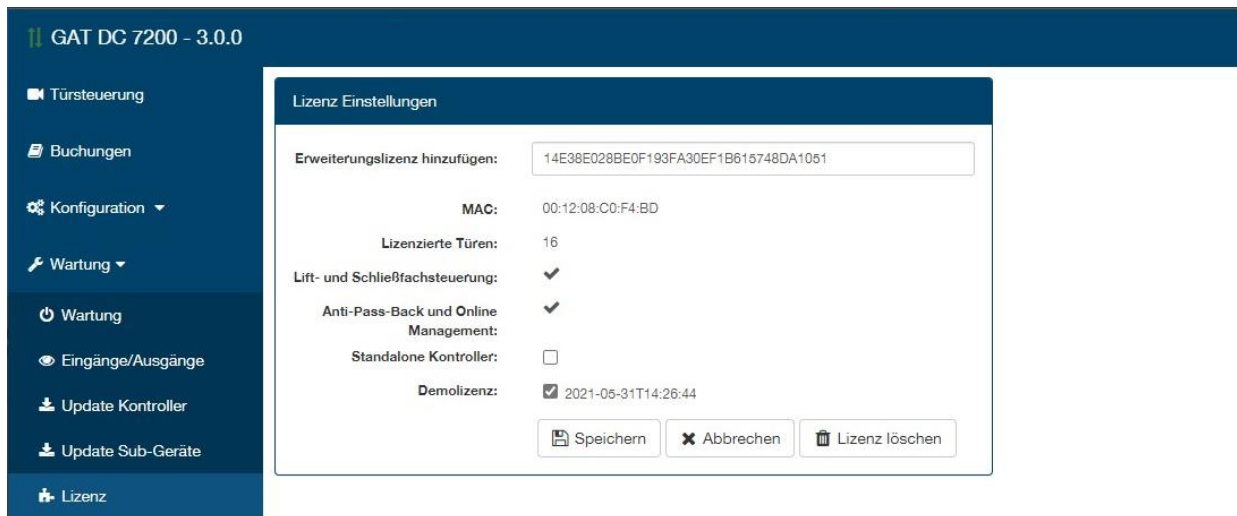 GAT DC 7200 - 3.0.0
Türsteuerung
Buchungen
Konfiguration
Wartung
Wartung
Eingänge/Ausgänge
Update Kontroller
Update Sub-Geräte
Lizenz
Lizenz Einstellungen
Erweiterungslizenz hinzufügen: 14E38E028BE0F193FA30EF1B615748DA1051
MAC: 00:12:08:C0:F4:BD
Lizenzierte Türen: 16
Lift- und Schließfachsteuerung:
Anti-Pass-Back und Online
Management:
Standalone Kontroller:
Demolizenz: 2021-05-31T14:26:44
Speichern Abbrechen Lizenz löschen